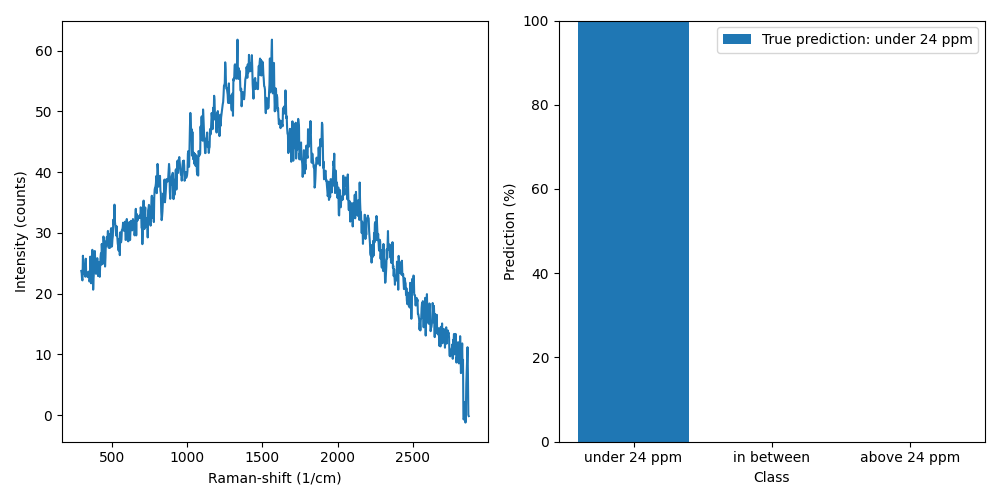 60
50
40
30
20
10
0
Intensity (counts)
500 1000 1500 2000 2500
Raman-shift (1/cm)
100
80
60
40
20
0
Prediction (%)
True prediction: under 24 ppm
under 24 ppm in between above 24 ppm
Class